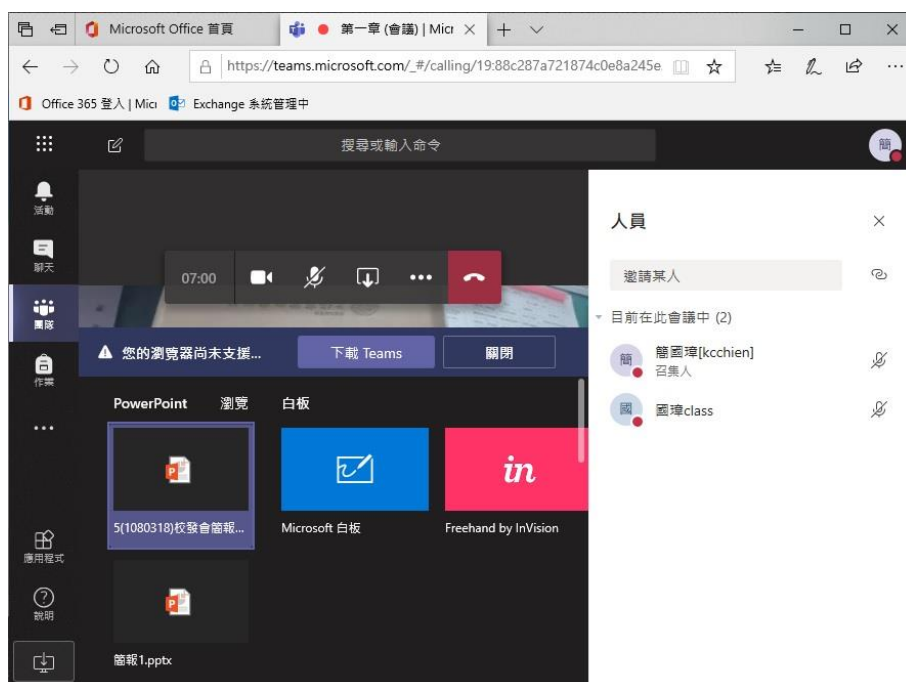 Microsoft Office 首頁
第一章 (會議) | Micr
https://teams.microsoft.com/_#/calling/19:88c287a721874c0e8a245e
Office 365 登入 | Mici
Exchange 系統管理中
搜尋或輸入命令
簡
活動
聊天
團隊
作業
應用程式
說明
07:00
您的瀏覽器尚未支援...
下載 Teams
關閉
PowerPoint
瀏覽
白板
5(1080318)校發會簡報...
Microsoft 白板
in
Freehand by InVision
簡報1.pptx
人員
邀請某人
目前在此會議中 (2)
簡
簡國璋[kcchien]
召集人
國
國璋class